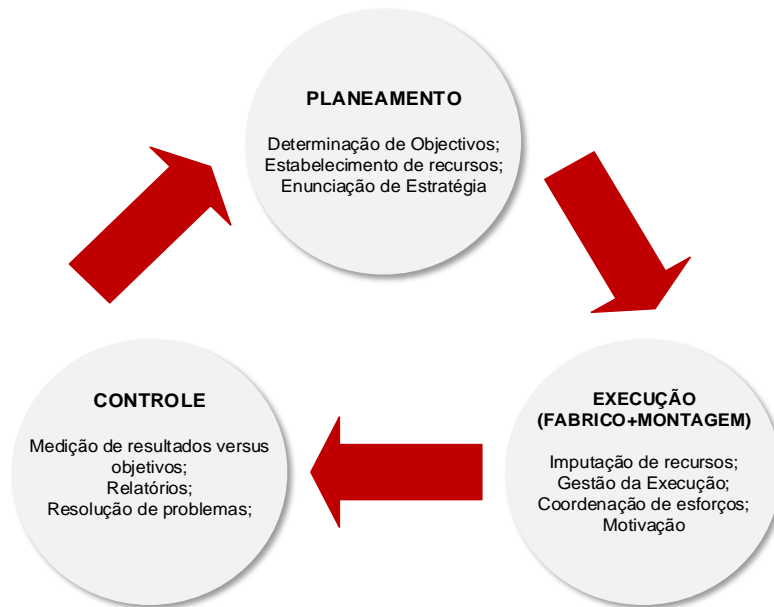 PLANEAMENTO
Determinação de Objectivos;
Estabelecimento de recursos;
Enunciação de Estratégia
CONTROLE
Medição de resultados versus
objetivos;
Relatórios;
Resolução de problemas;
EXECUÇÃO
(FABRICO+MONTAGEM)
Imputação de recursos;
Gestão da Execução;
Coordenação de esforços;
Motivação